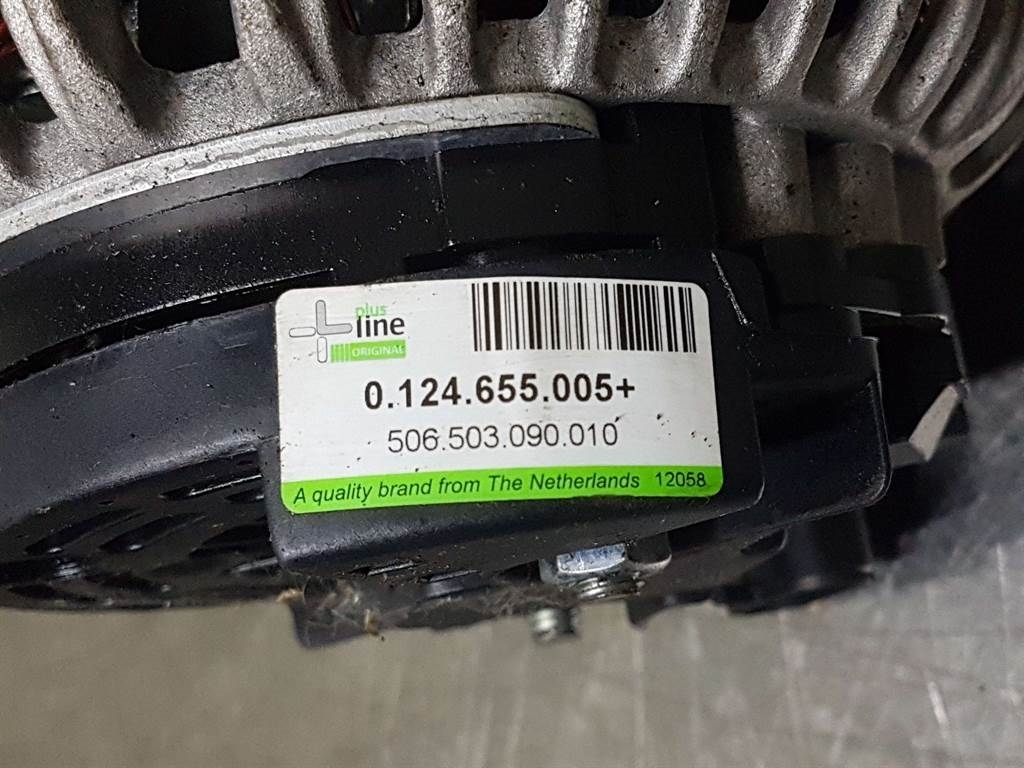 plus
line
ORIGINAL
0.124.655.005+
506.503.090.010
A quality brand from The Netherlands 12058